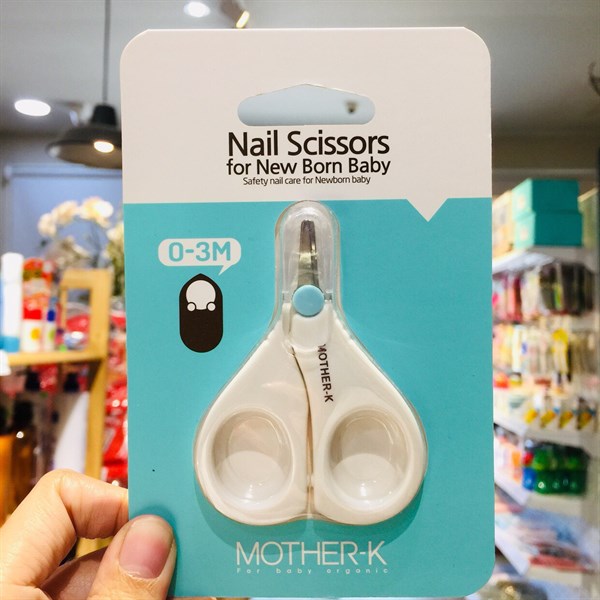 Nail Scissors
for New Born Baby
Safety nail care for Newborn baby
0-3M
MOTHER-K
MOTHER-K
For baby organic